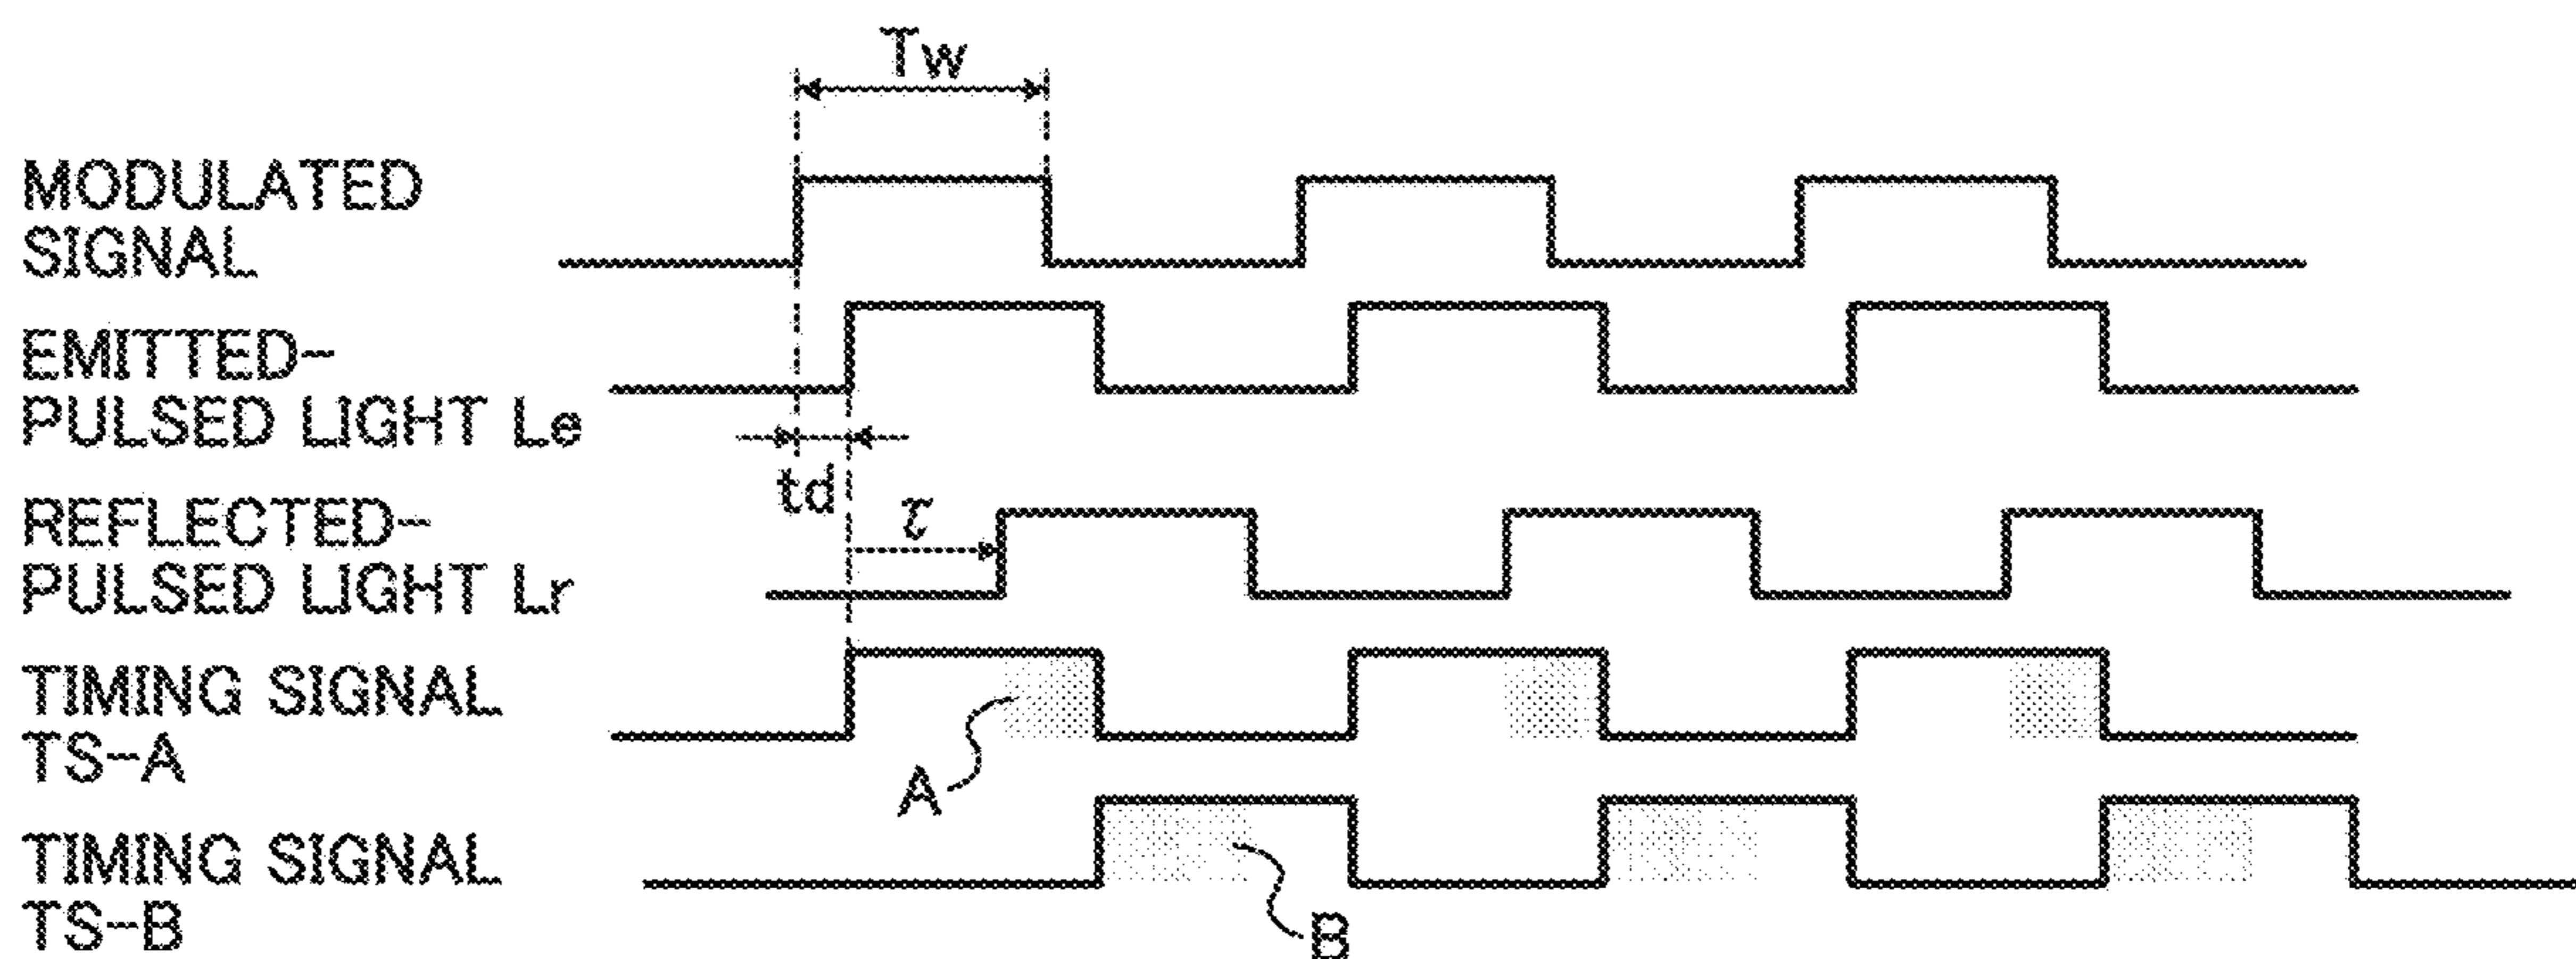 Tw
MODULATED
SIGNAL
EMITTED-
PULSED LIGHT Le
td
τ
REFLECTED-
PULSED LIGHT Lr
TIMING SIGNAL
TS-A
A
TIMING SIGNAL
TS-B
B